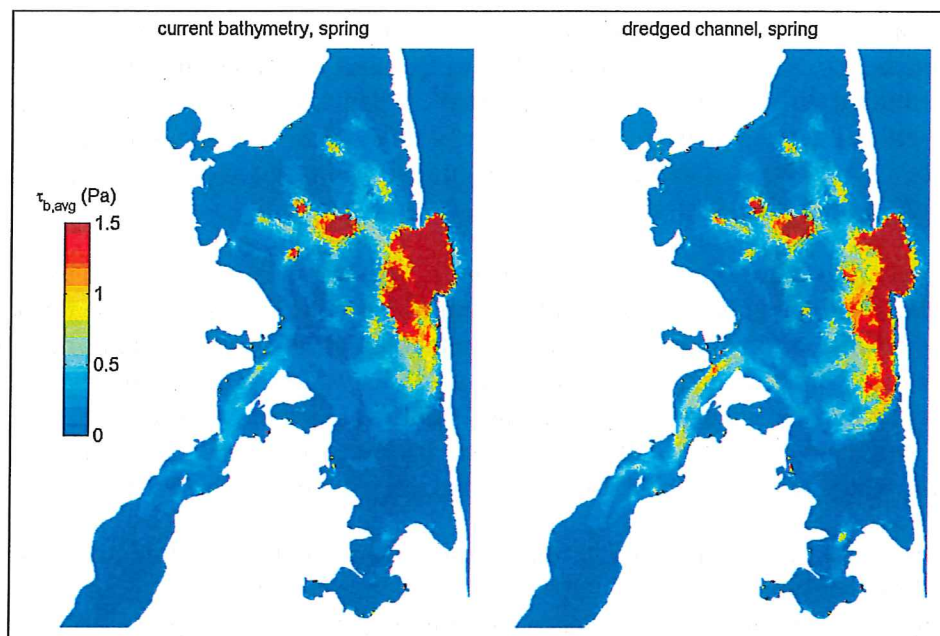 current bathymetry, spring
dredged channel, spring
τb,avg (Pa)
1.5
1
0.5
0